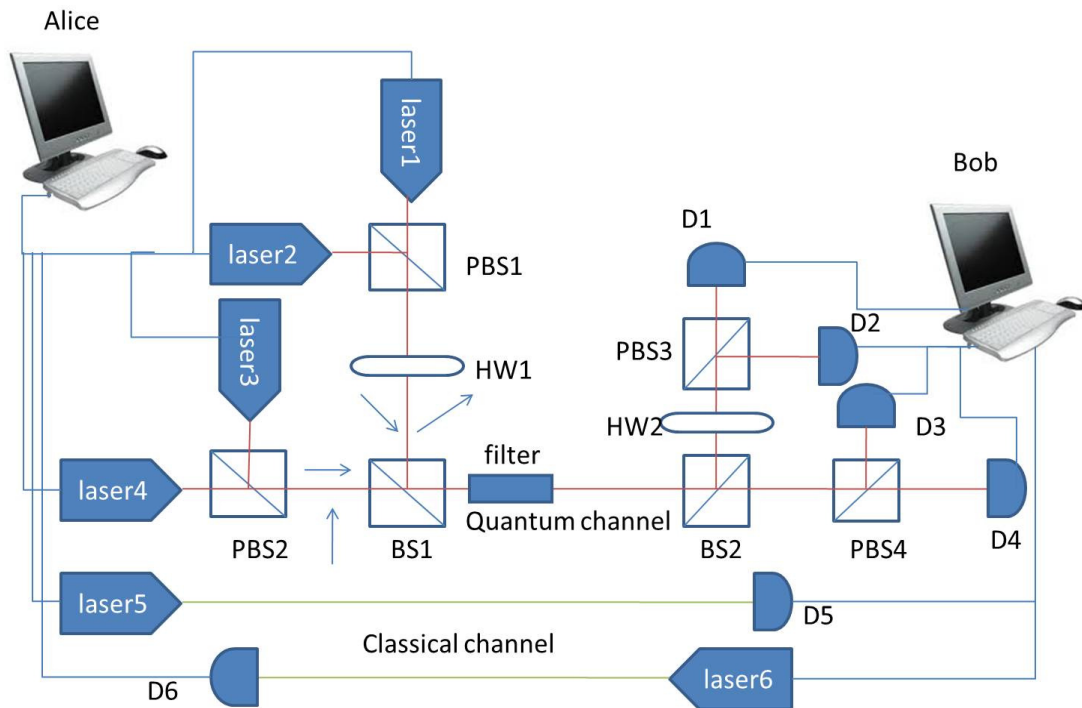 Alice
laser1
Bob
D1
laser2
PBS1
D2
laser3
PBS3
HW1
HW2
D3
filter
laser4
Quantum channel
PBS2
BS1
BS2
PBS4
D4
laser5
D5
Classical channel
D6
laser6